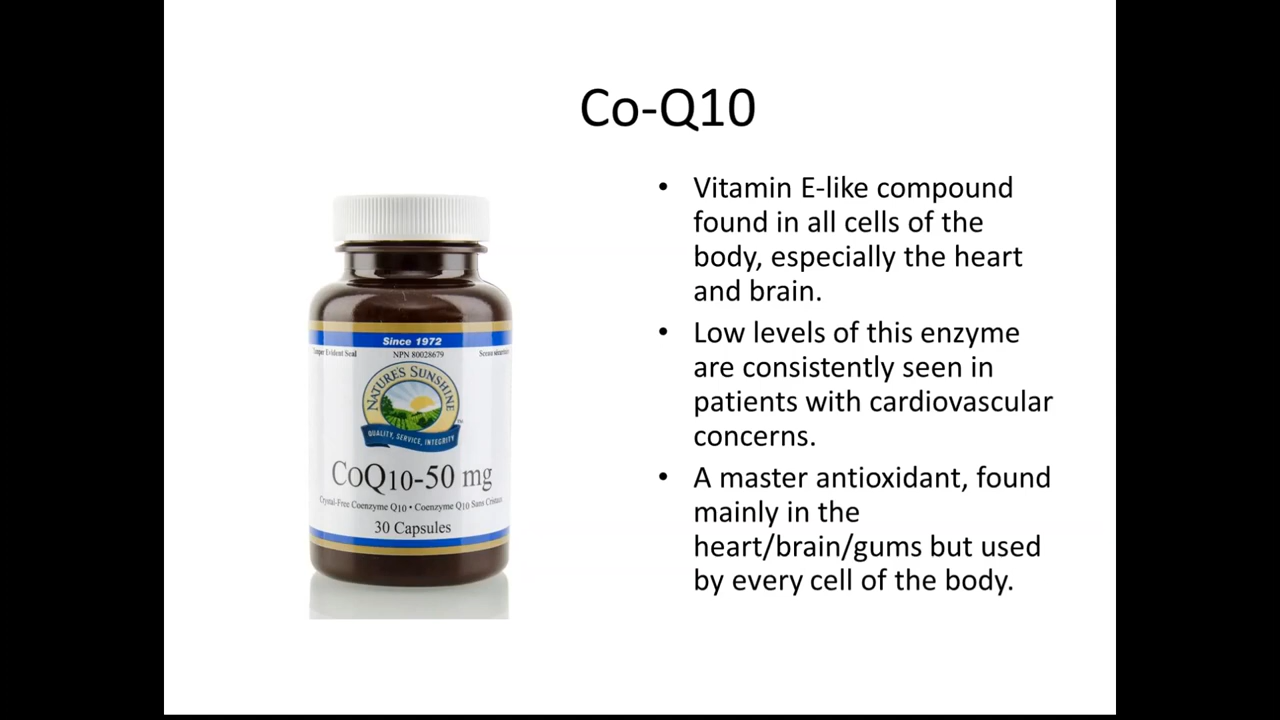 Co-Q10
• Vitamin E-like compound
found in all cells of the
body, especially the heart
and brain.
• Low levels of this enzyme
are consistently seen in
patients with cardiovascular
concerns.
• A master antioxidant, found
mainly in the
heart/brain/gums but used
by every cell of the body.
Since 1972
Evident Seal
NPN 80028679
NATURE'S SUNSHINE
QUALITY, SERVICE, INTEGRITY
CoQ10-50 mg
Crystal-Free Coenzyme Q10 • Coenzyme Q10 Sans
30 Capsules